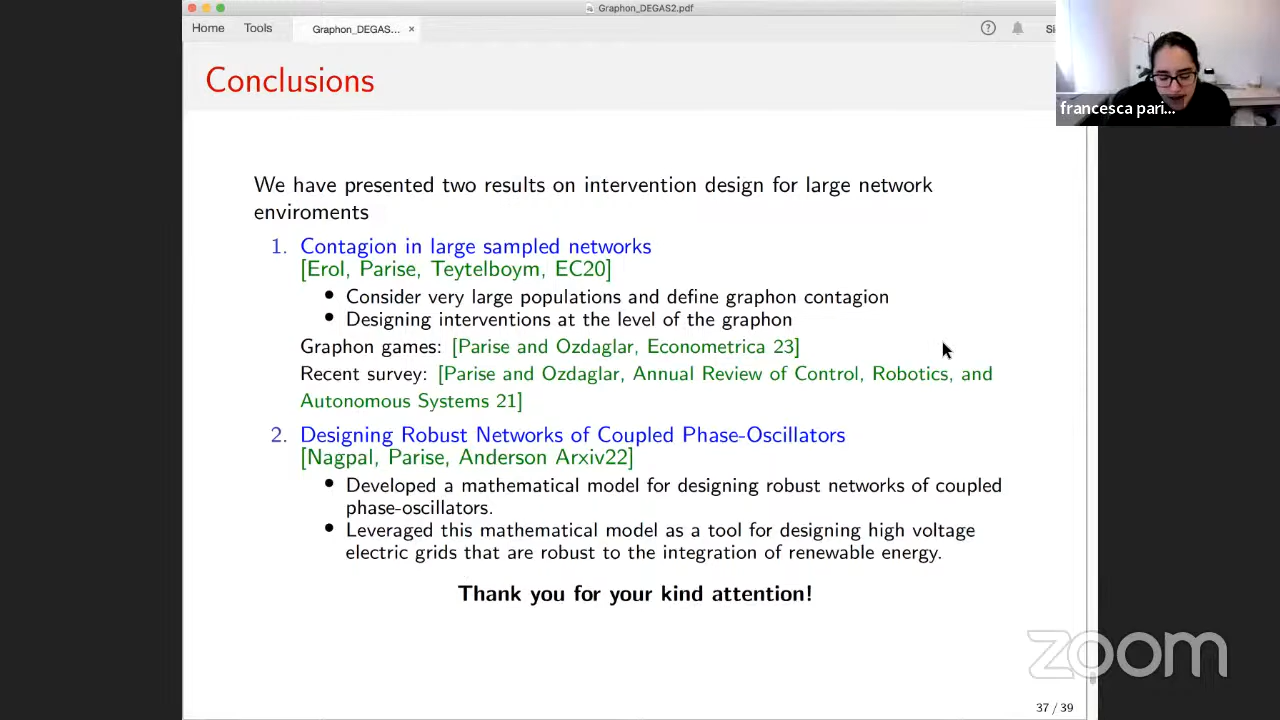 Graphon_DEGAS2.pdf
Home Tools Graphon_DEGAS... × ? Si
francesca pari...
Conclusions
We have presented two results on intervention design for large network
enviroments
1. Contagion in large sampled networks
[Erol, Parise, Teytelboym, EC20]
• Consider very large populations and define graphon contagion
• Designing interventions at the level of the graphon
Graphon games: [Parise and Ozdaglar, Econometrica 23]
Recent survey: [Parise and Ozdaglar, Annual Review of Control, Robotics, and
Autonomous Systems 21]
2. Designing Robust Networks of Coupled Phase-Oscillators
[Nagpal, Parise, Anderson Arxiv22]
• Developed a mathematical model for designing robust networks of coupled
phase-oscillators.
• Leveraged this mathematical model as a tool for designing high voltage
electric grids that are robust to the integration of renewable energy.
Thank you for your kind attention!
zoom
37 / 39